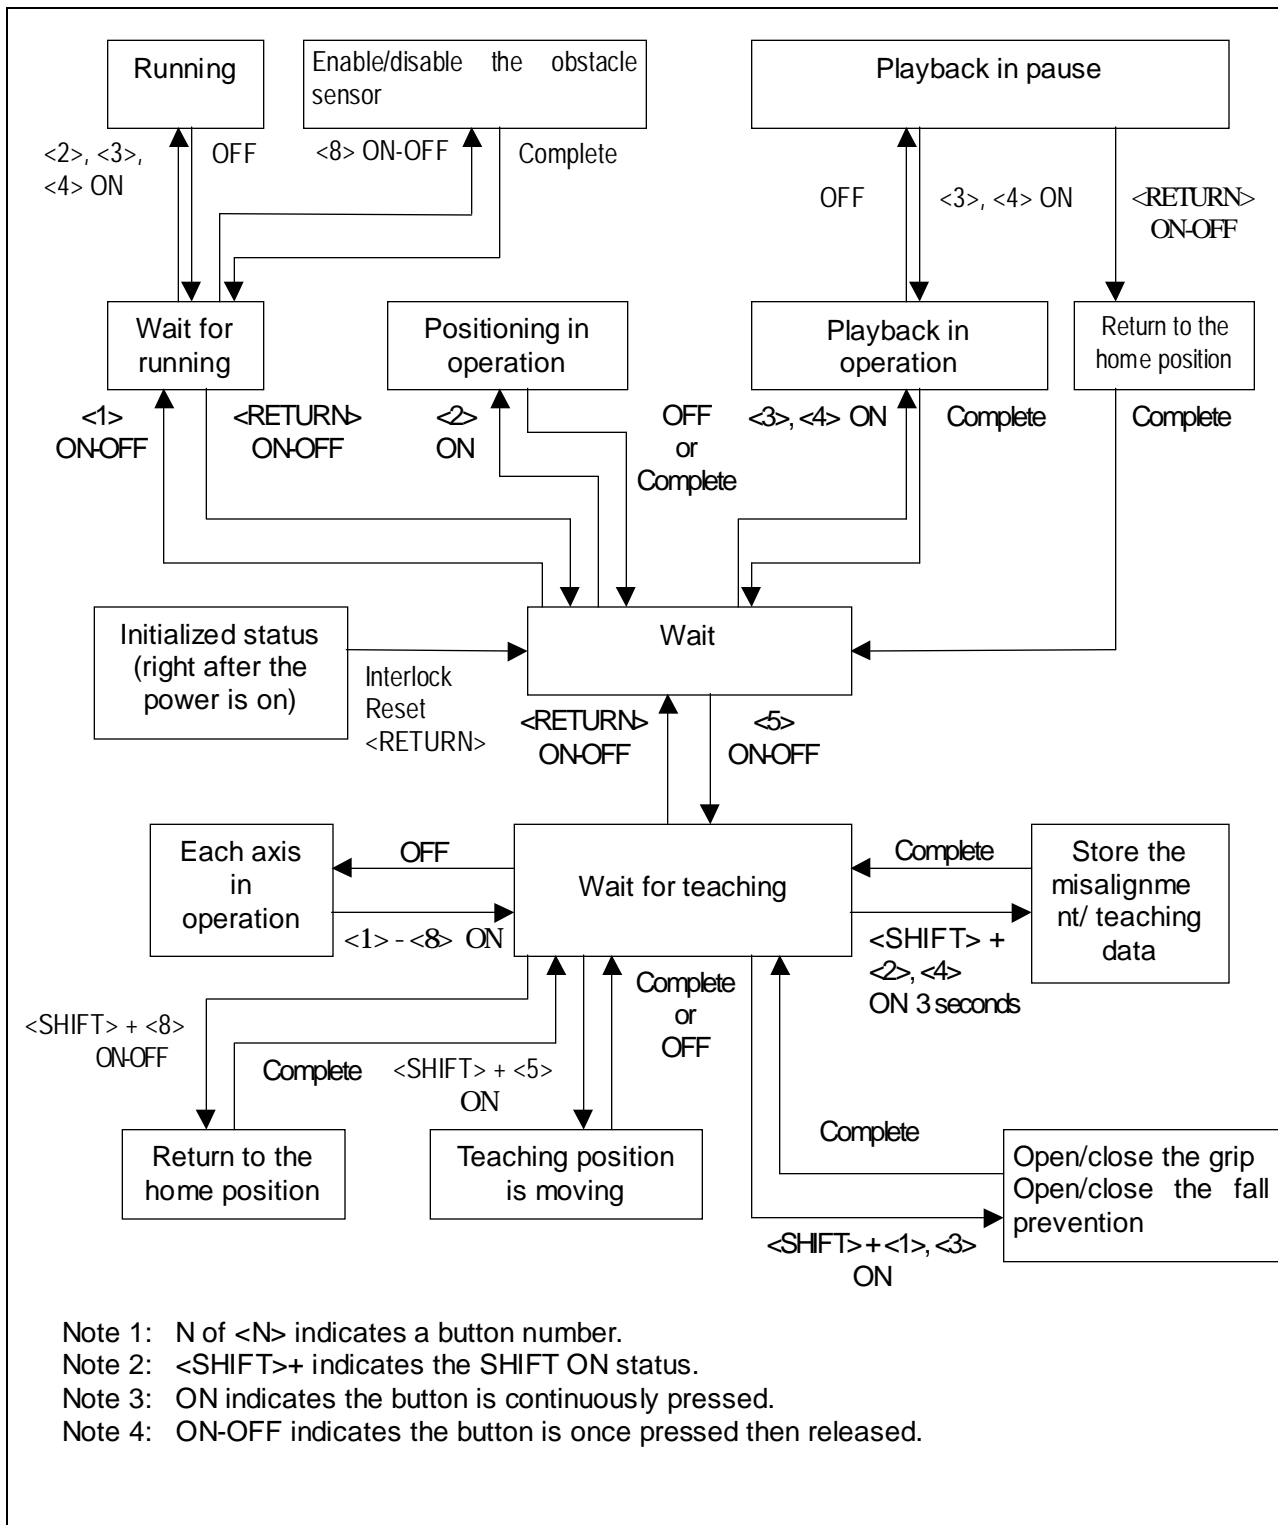 Running
Enable/disable the obstacle
sensor
Playback in pause
<2>, <3>,
<4> ON
OFF
<8> ON-OFF
Complete
OFF
<3>, <4> ON
<RETURN>
ON-OFF
Wait for
running
Positioning in
operation
Playback in
operation
Return to the
home position
<1>
ON-OFF
<RETURN>
ON-OFF
<2>
ON
OFF
or
Complete
<3>, <4> ON
Complete
Complete
Initialized status
(right after the
power is on)
Interlock
Reset
<RETURN>
Wait
<RETURN>
ON-OFF
<5>
ON-OFF
Each axis
in
operation
OFF
<1> - <8> ON
Wait for teaching
Complete
<SHIFT> +
<2>, <4>
ON 3 seconds
Store the
misalignme
nt/ teaching
data
<SHIFT> + <8>
ON-OFF
Complete
<SHIFT> + <5>
ON
Complete
or
OFF
Complete
<SHIFT> + <1>, <3>
ON
Return to the
home position
Teaching position
is moving
Open/close the grip
Open/close the fall
prevention
Note 1: N of <N> indicates a button number.
Note 2: <SHIFT>+ indicates the SHIFT ON status.
Note 3: ON indicates the button is continuously pressed.
Note 4: ON-OFF indicates the button is once pressed then released.